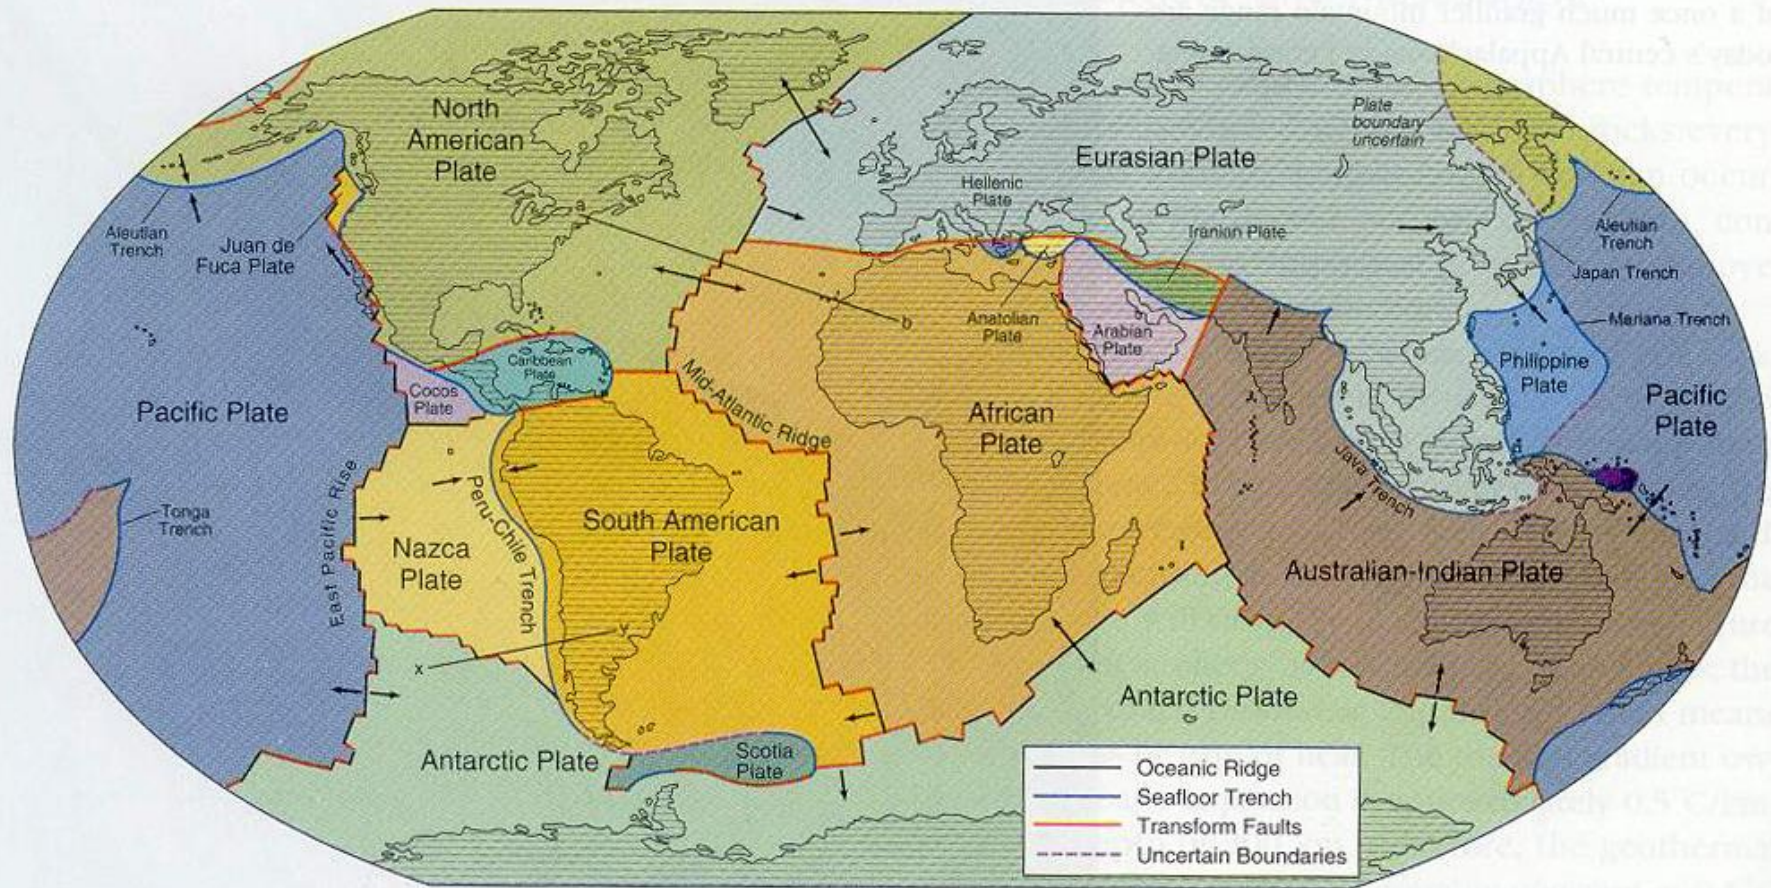 North
American
Plate
Eurasian Plate
Plate
boundary
uncertain
Hellenic
Plate
Iranian Plate
Aleutian
Trench
Juan de
Fuca Plate
a
b
Anatolian
Plate
Arabian
Plate
Aleutian
Trench
Japan Trench
Mariana Trench
Philippine
Plate
Caribbean
Plate
Cocos
Plate
Pacific Plate
Mid-Atlantic Ridge
African
Plate
Pacific
Plate
East Pacific Rise
Peru-Chile Trench
Java Trench
Tonga
Trench
Nazca
Plate
South American
Plate
Australian-Indian Plate
x
y
Antarctic Plate
Antarctic Plate
Scotia
Plate
Oceanic Ridge
Seafloor Trench
Transform Faults
Uncertain Boundaries